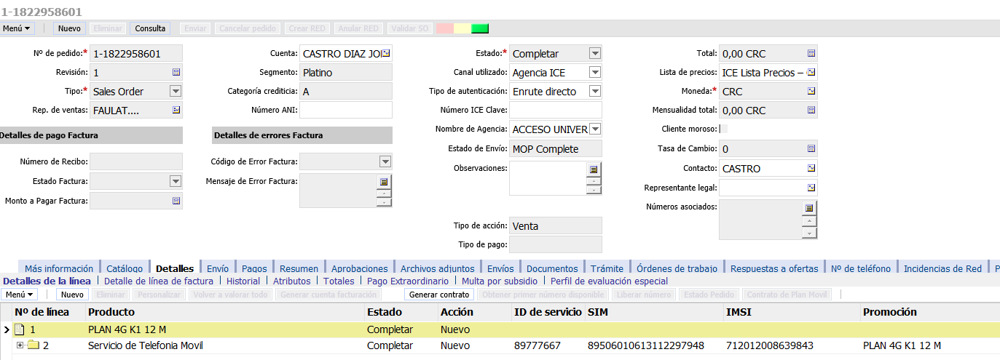 1-1822958601
Menú Nuevo Eliminar Consulta Enviar Cancelar pedido Crear RED Anular RED Validar SO
Nº de pedido:* 1-1822958601 Cuenta: CASTRO DIAZ JO Estado:* Completar Total: 0,00 CRC
Revisión: 1 Segmento: Platino Canal utilizado: Agencia ICE Lista de precios: ICE Lista Precios –
Tipo:* Sales Order Categoría crediticia: A Tipo de autenticación: Enrute directo Moneda:* CRC
Rep. de ventas: FAULAT.... Número ANI: Número ICE Clave: Mensualidad total: 0,00 CRC
Detalles de pago Factura Detalles de errores Factura Nombre de Agencia: ACCESO UNIVER Cliente moroso:
Estado de Envío: MOP Complete Tasa de Cambio: 0
Número de Recibo: Código de Error Factura: Observaciones: Contacto: CASTRO
Estado Factura: Mensaje de Error Factura: Representante legal:
Monto a Pagar Factura: Números asociados:
Tipo de acción: Venta
Tipo de pago:
Más información Catálogo Detalles Envío Pagos Resumen Aprobaciones Archivos adjuntos Envíos Documentos Trámite Órdenes de trabajo Respuestas a ofertas Nº de teléfono Incidencias de Red P
Detalles de la línea Detalle de línea de factura Historial Atributos Totales Pago Extraordinario Multa por subsidio Perfil de evaluación especial
Menú Nuevo Eliminar Personalizar Volver a valorar todo Generar cuenta facturación Generar contrato Obtener primer número disponible Liberar número Estado Pedido Contrato de Plan Movil
Nº de línea Producto Estado Acción ID de servicio SIM IMSI Promoción
1 PLAN 4G K1 12 M Completar Nuevo
2 Servicio de Telefonia Movil Completar Nuevo 89777667 89506010613112297948 712012008639843 PLAN 4G K1 12 M